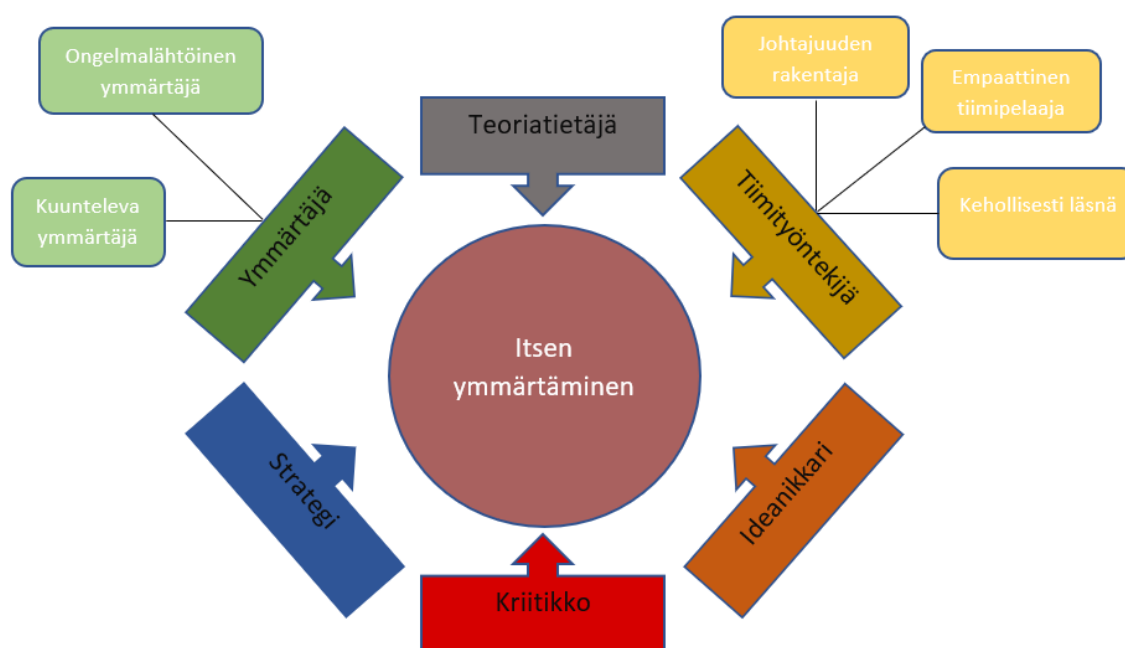 Ongelmalähtöinen
ymmärtäjä
Johtajuuden
rakentaja
Empaattinen
tiimipelaaja
Teoriatietäjä
Kuunteleva
ymmärtäjä
Ymmärtäjä
Tiimityöntekijä
Kehollisesti läsnä
Itsen
ymmärtäminen
Strategi
Ideanikkari
Kriitikko